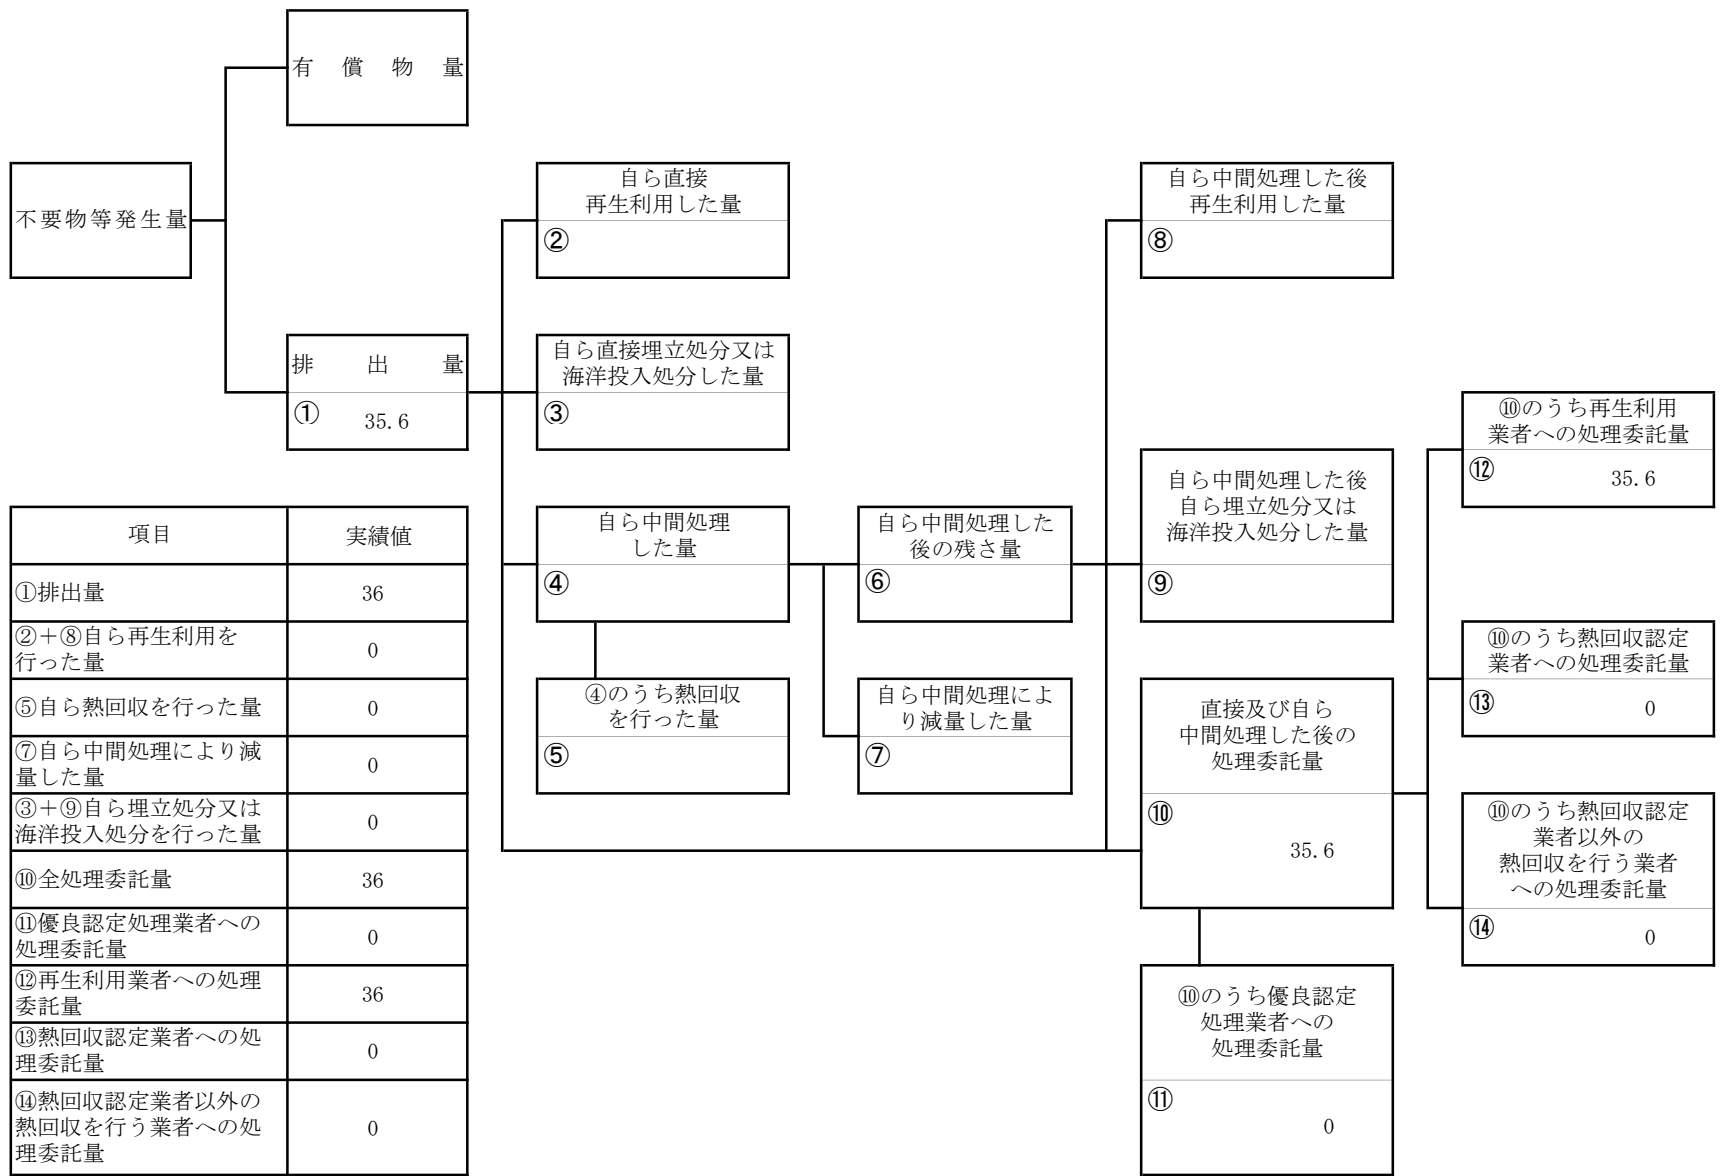 有償物量
不要物等発生量
自ら直接
再生利用した量
②
自ら中間処理した後
再生利用した量
⑧
排出量
① 35.6
自ら直接埋立処分又は
海洋投入処分した量
③
⑩のうち再生利用
業者への処理委託量
⑫ 35.6
自ら中間処理した後
自ら埋立処分又は
海洋投入処分した量
⑨
自ら中間処理
した量
④
自ら中間処理した
後の残さ量
⑥
⑩のうち熱回収認定
業者への処理委託量
⑬ 0
④のうち熱回収
を行った量
⑤
自ら中間処理によ
り減量した量
⑦
直接及び自ら
中間処理した後の
処理委託量
⑩
35.6
⑩のうち熱回収認定
業者以外の
熱回収を行う業者
への処理委託量
⑭ 0
⑩のうち優良認定
処理業者への
処理委託量
⑪
0
項目 実績値
①排出量 36
②＋⑧自ら再生利用を
行った量 0
⑤自ら熱回収を行った量 0
⑦自ら中間処理により減
量した量 0
③＋⑨自ら埋立処分又は
海洋投入処分を行った量 0
⑩全処理委託量 36
⑪優良認定処理業者への
処理委託量 0
⑫再生利用業者への処理
委託量 36
⑬熱回収認定業者への処
理委託量 0
⑭熱回収認定業者以外の
熱回収を行う業者への処
理委託量 0